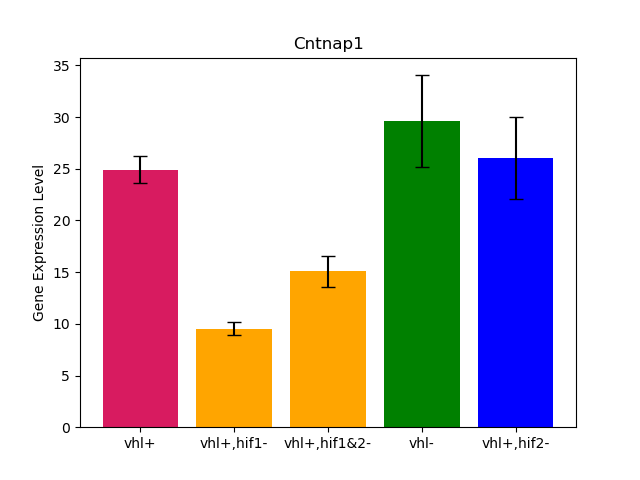 Cntnap1
Gene Expression Level
35
30
25
20
15
10
5
0
vhl+ vhl+,hif1- vhl+,hif1&2- vhl- vhl+,hif2-